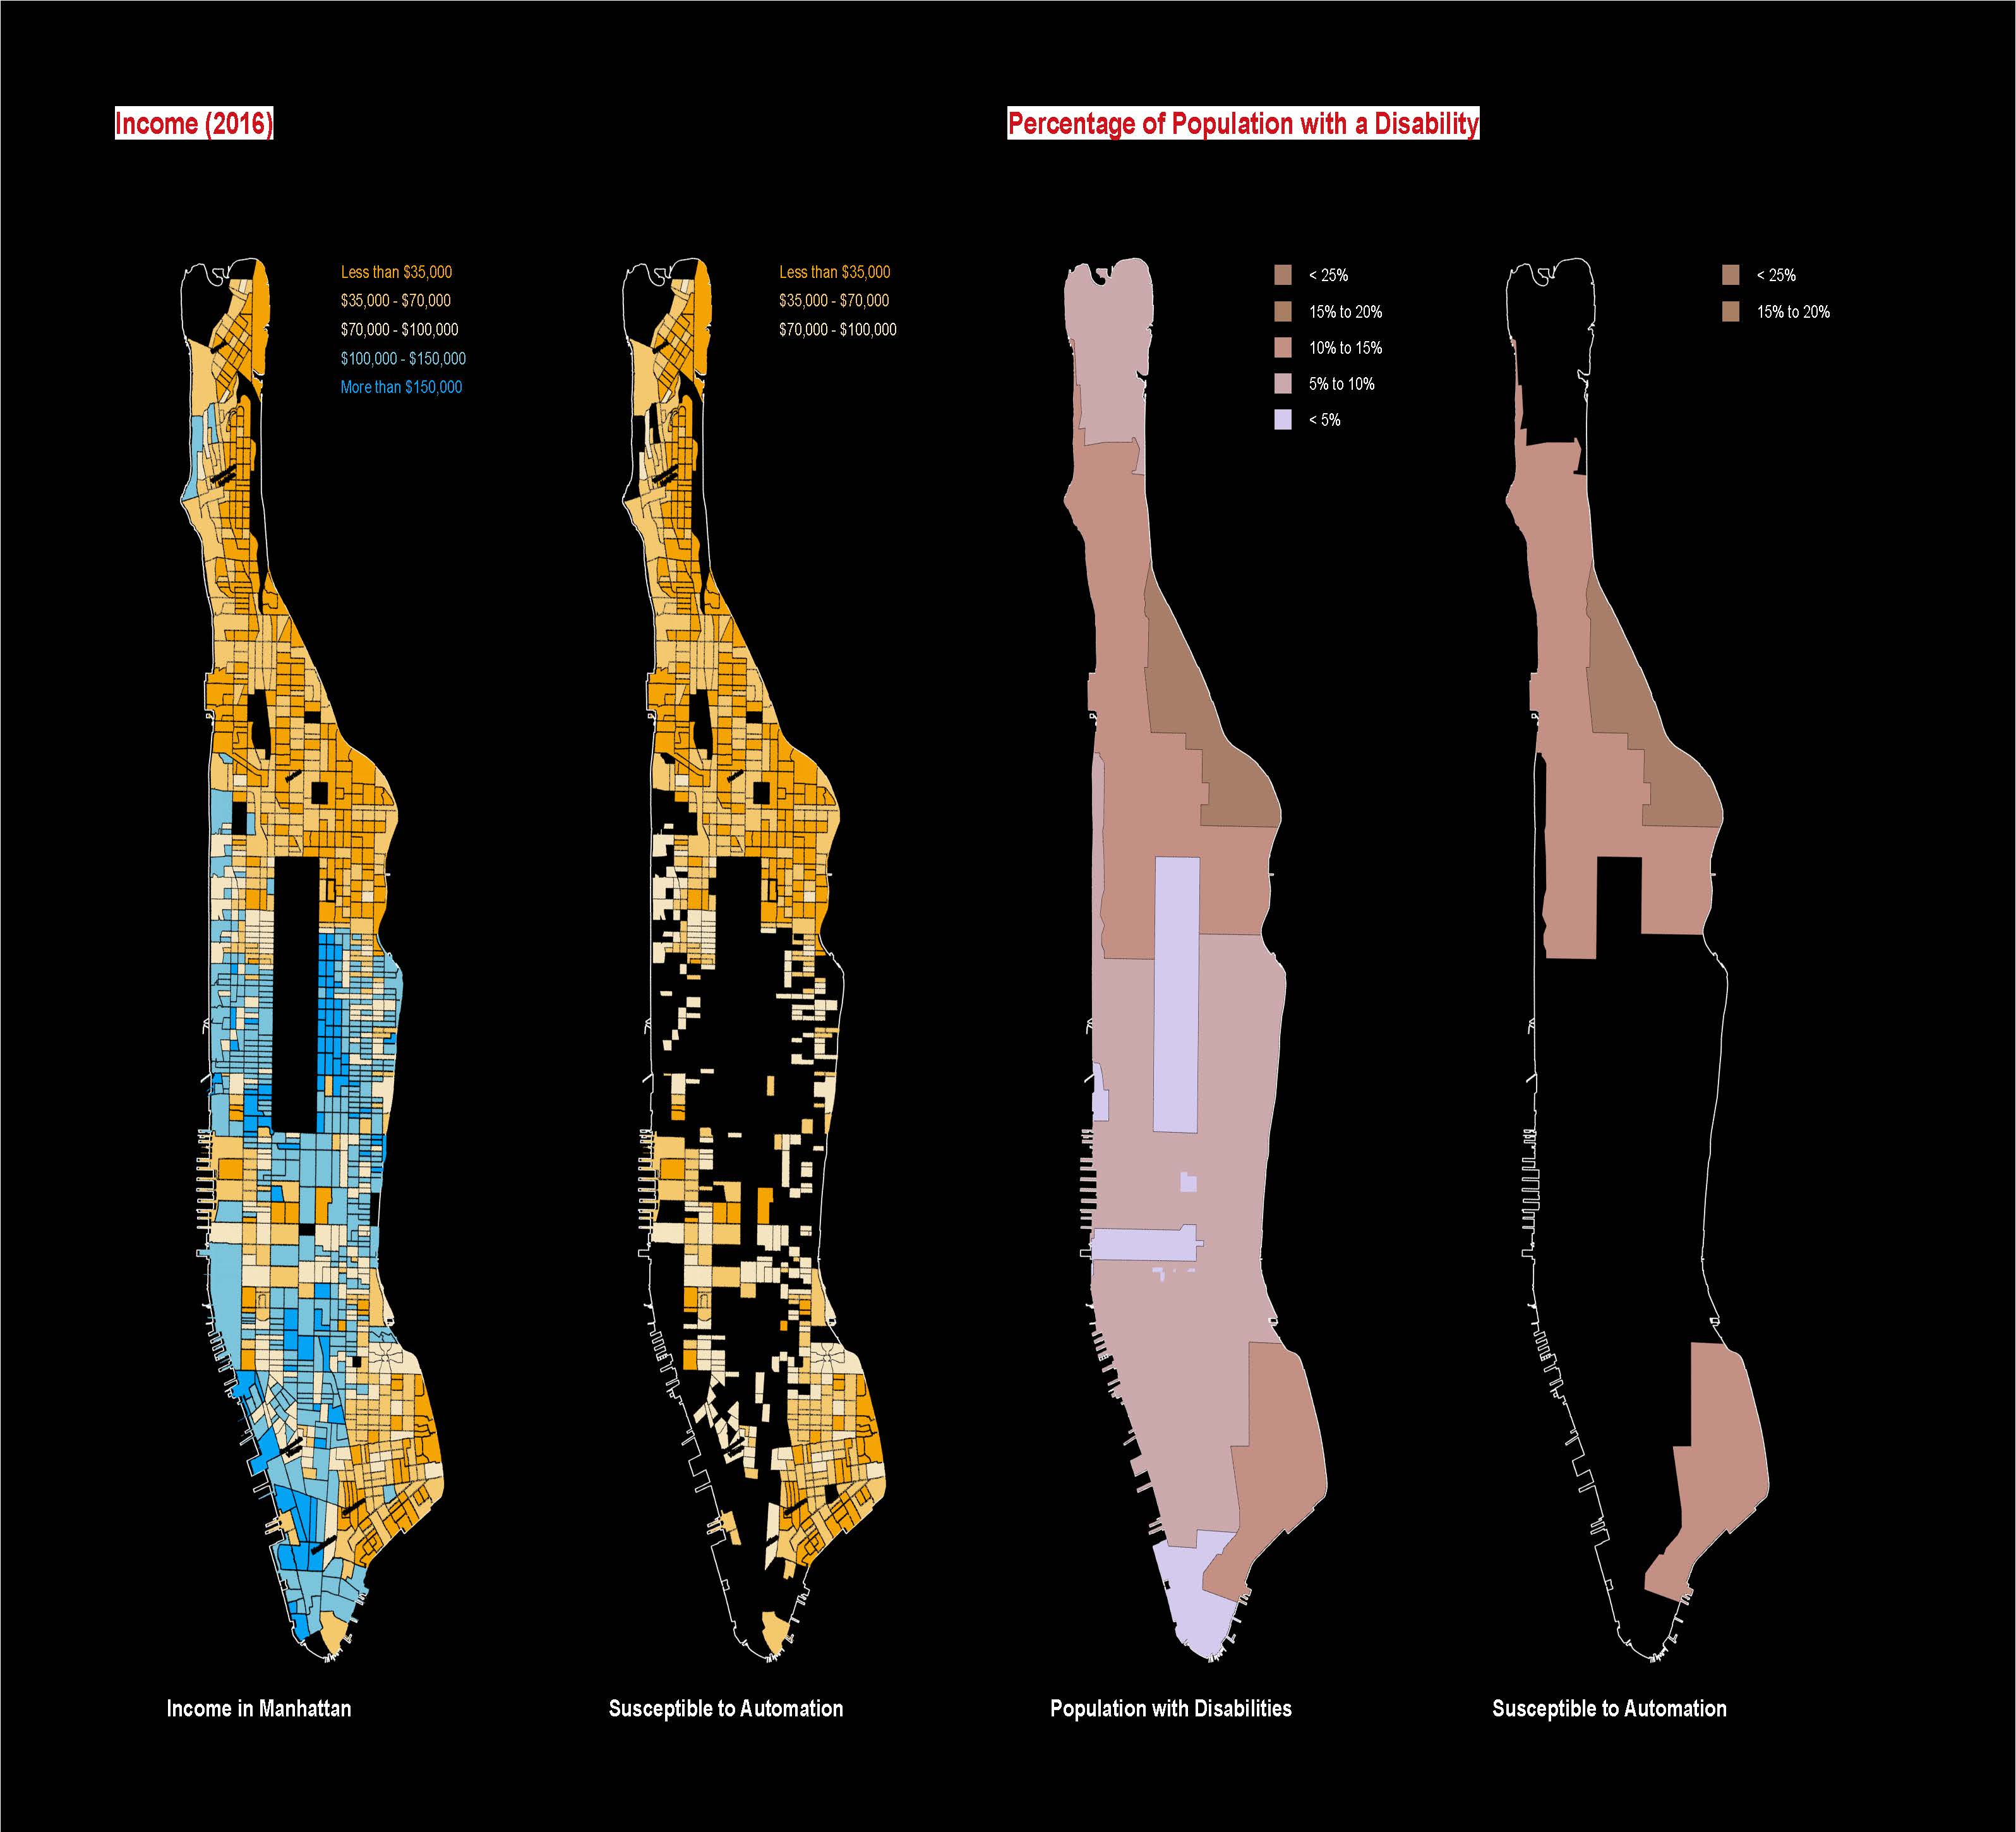 Income (2016)
Percentage of Population with a Disability
Less than $35,000
$35,000 - $70,000
$70,000 - $100,000
$100,000 - $150,000
More than $150,000
Less than $35,000
$35,000 - $70,000
$70,000 - $100,000
< 25%
15% to 20%
10% to 15%
5% to 10%
< 5%
< 25%
15% to 20%
Income in Manhattan
Susceptible to Automation
Population with Disabilities
Susceptible to Automation